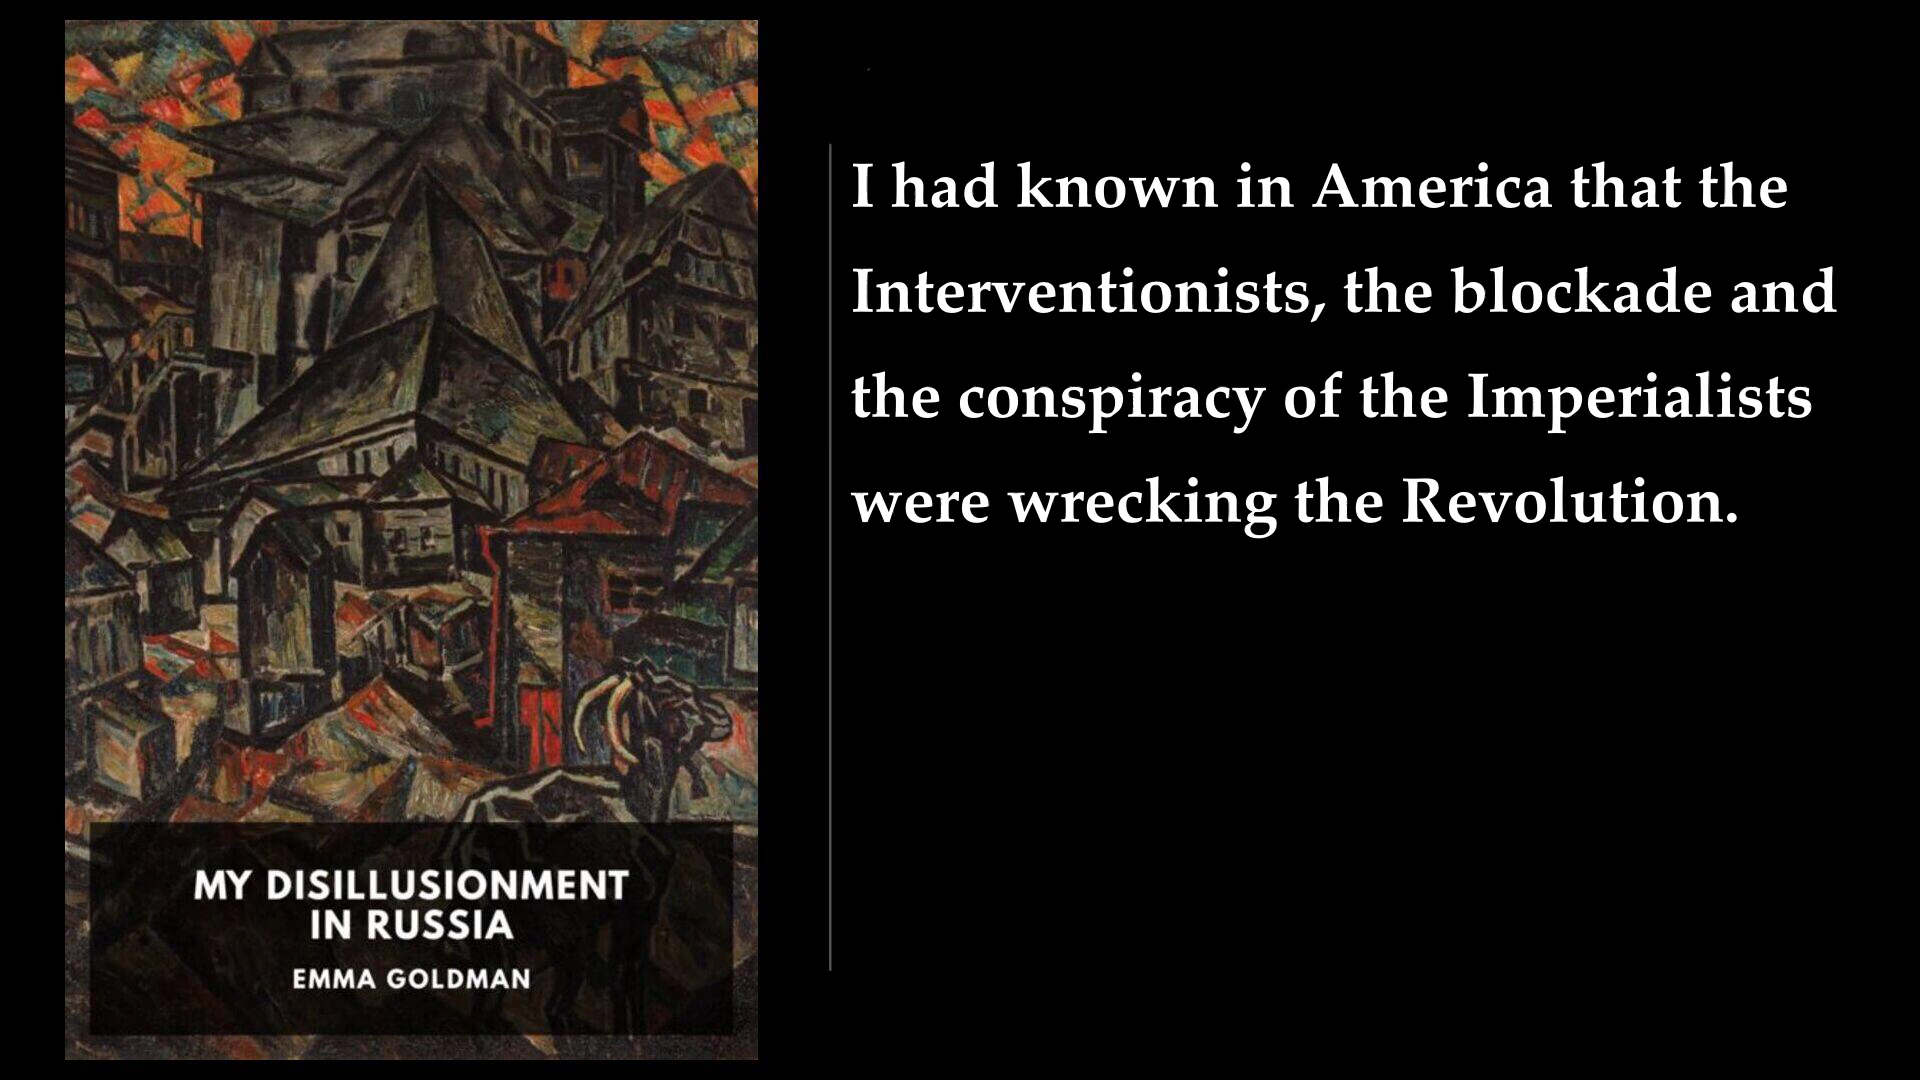 I had known in America that the
Interventionists, the blockade and
the conspiracy of the Imperialists
were wrecking the Revolution.
MY DISILLUSIONMENT
IN RUSSIA
EMMA GOLDMAN